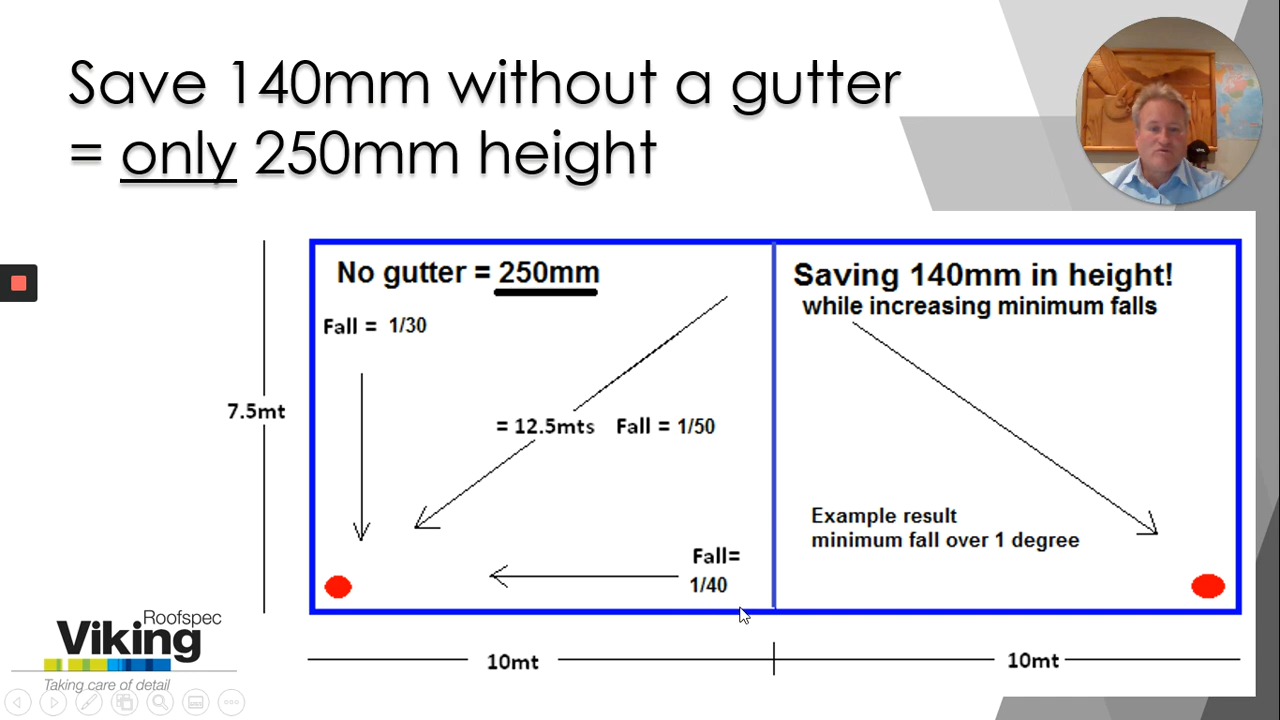 Save 140mm without a gutter
= only 250mm height
No gutter = 250mm
Saving 140mm in height!
while increasing minimum falls
Fall = 1/30
7.5mt
= 12.5mts Fall = 1/50
Example result
minimum fall over 1 degree
Fall=
1/40
10mt
10mt
Roofspec
Viking
Taking care of detail